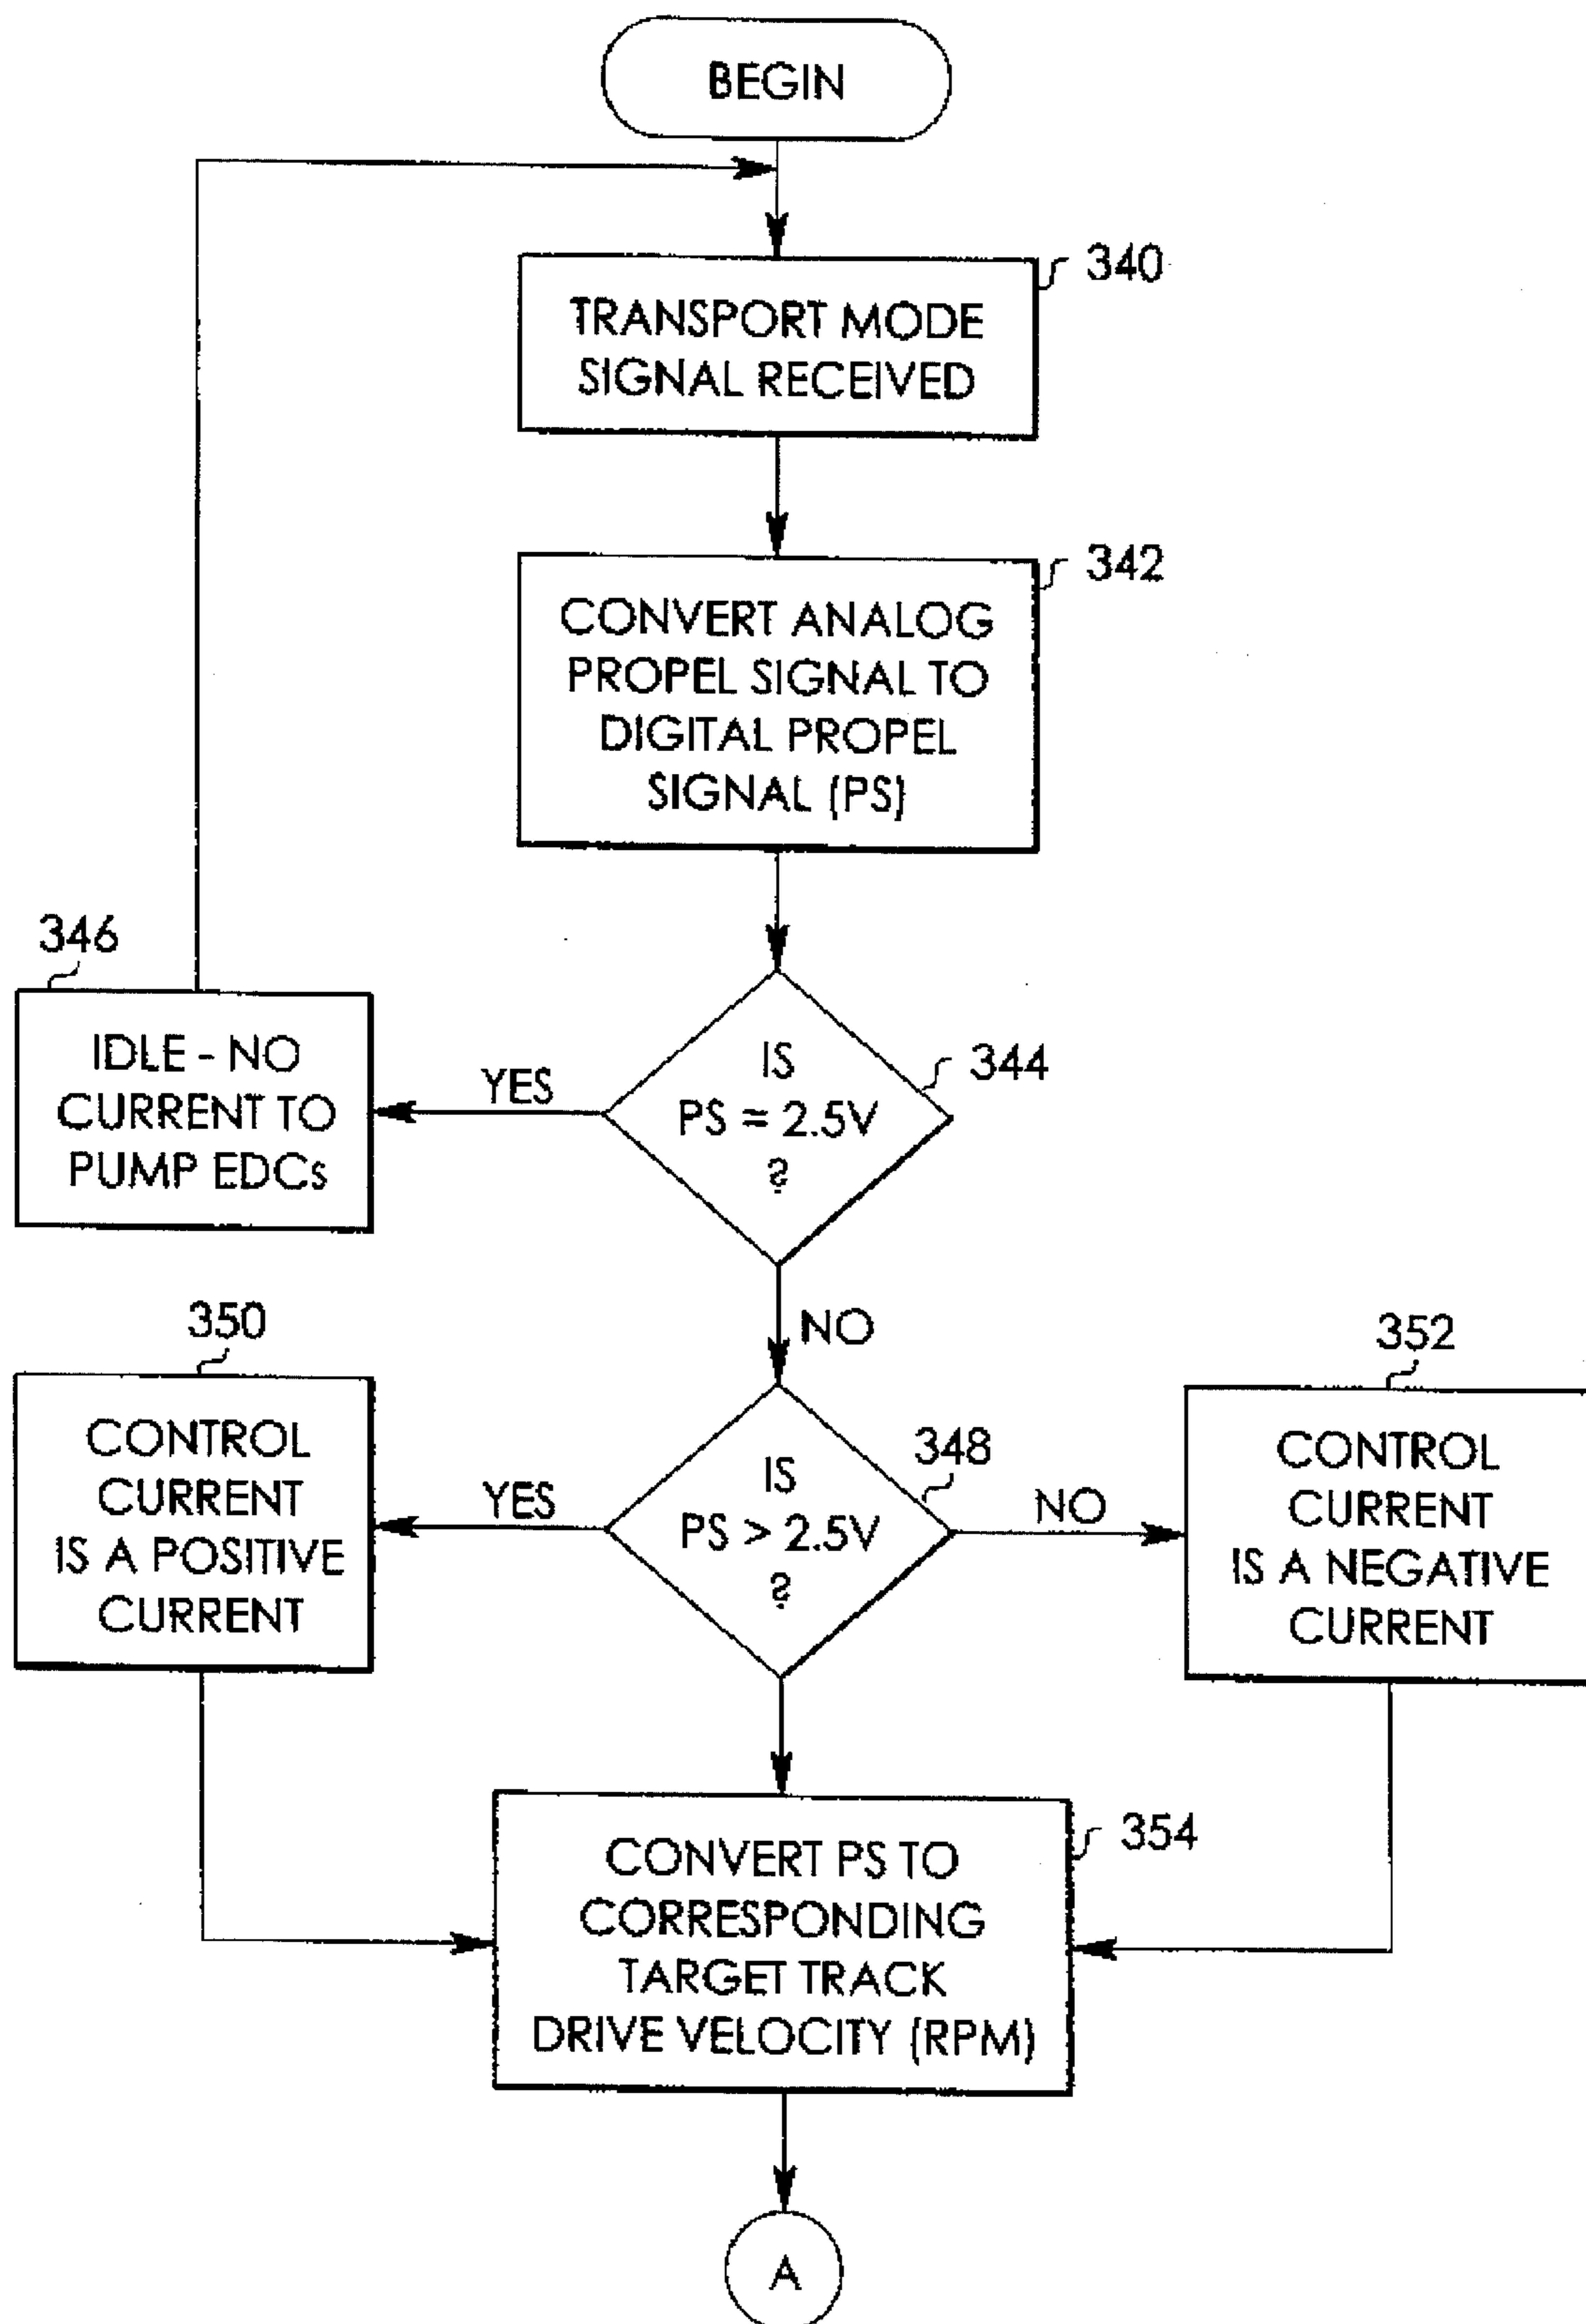 BEGIN
340
TRANSPORT MODE
SIGNAL RECEIVED
342
CONVERT ANALOG
PROPEL SIGNAL TO
DIGITAL PROPEL
SIGNAL (PS)
346
IDLE - NO
CURRENT TO
PUMP EDCs
YES
344
IS
PS = 2.5V
?
NO
350
CONTROL
CURRENT
IS A POSITIVE
CURRENT
YES
348
IS
PS > 2.5V
?
NO
352
CONTROL
CURRENT
IS A NEGATIVE
CURRENT
354
CONVERT PS TO
CORRESPONDING
TARGET TRACK
DRIVE VELOCITY (RPM)
A